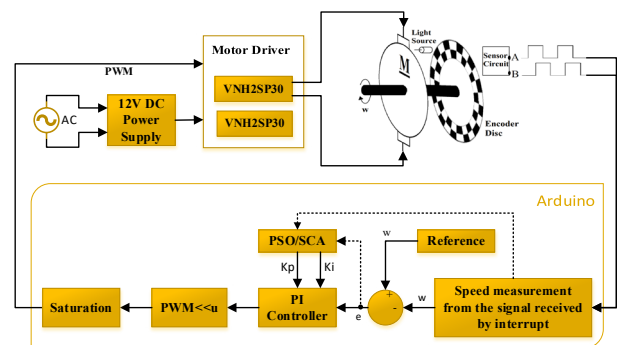 Motor Driver
Light
Source
Sensor
Circuit
A
B
PWM
VNH2SP30
M
12V DC
Power
Supply
AC
w
VNH2SP30
Encoder
Disc
Arduino
PSO/SCA
w
Reference
Kp
Ki
+
Saturation
PWM<<u
PI
Controller
e
-
w
Speed measurement
from the signal received
by interrupt